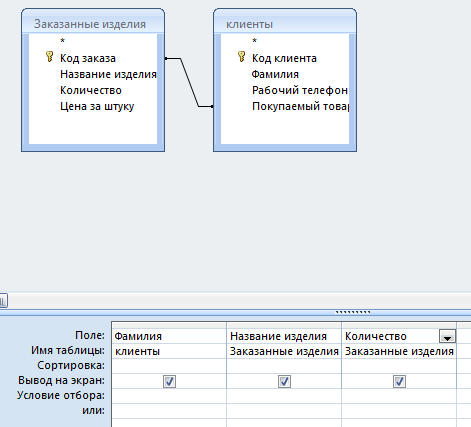 Заказанные изделия
*
Код заказа
Название изделия
Количество
Цена за штуку
клиенты
*
Код клиента
Фамилия
Рабочий телефон
Покупаемый това
Поле: Фамилия Название изделия Количество
Имя таблицы: клиенты Заказанные изделия Заказанные изделия
Сортировка:
Вывод на экран:
Условие отбора:
или: